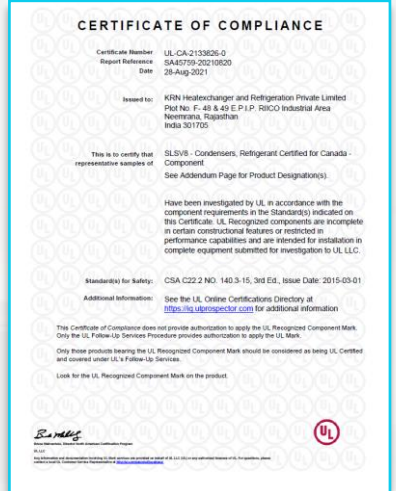 CERTIFICATE OF COMPLIANCE
Certificate Number UL-CA-2133826-0
Report Reference SA45759-20210820
Date 28-Aug-2021
Issued to: KRN Heatexchanger and Refrigeration Private Limited
Plot No. F- 48 & 49 E.P.I.P. RIICO Industrial Area
Neemrana, Rajasthan
India 301705
This is to certify that representative samples of
SLSV8 - Condensers, Refrigerant Certified for Canada -
Component
See Addendum Page for Product Designation(s).
Have been investigated by UL in accordance with the
component requirements in the Standard(s) indicated on
this Certificate. UL Recognized components are incomplete
in certain constructional features or restricted in
performance capabilities and are intended for installation in
complete equipment submitted for investigation to UL LLC.
Standard(s) for Safety: CSA C22.2 NO. 140.3-15, 3rd Ed., Issue Date: 2015-03-01
Additional Information: See the UL Online Certifications Directory at
https://iq.ulprospector.com for additional information
This Certificate of Compliance does not provide authorization to apply the UL Recognized Component Mark.
Only the UL Follow-Up Services Procedure provides authorization to apply the UL Mark.
Only those products bearing the UL Recognized Component Mark should be considered as being UL Certified
and covered under UL's Follow-Up Services.
Look for the UL Recognized Component Mark on the product.
UL
UL LLC